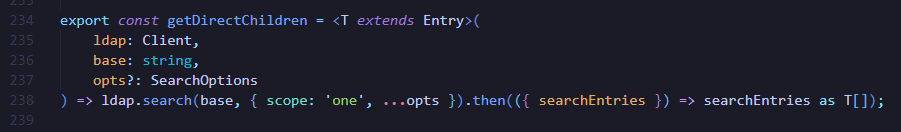 233
234 export const getDirectChildren = <T extends Entry>(
235     ldap: Client,
236     base: string,
237     opts?: SearchOptions
238 ) => ldap.search(base, { scope: 'one', ...opts }).then(({ searchEntries }) => searchEntries as T[]);
239